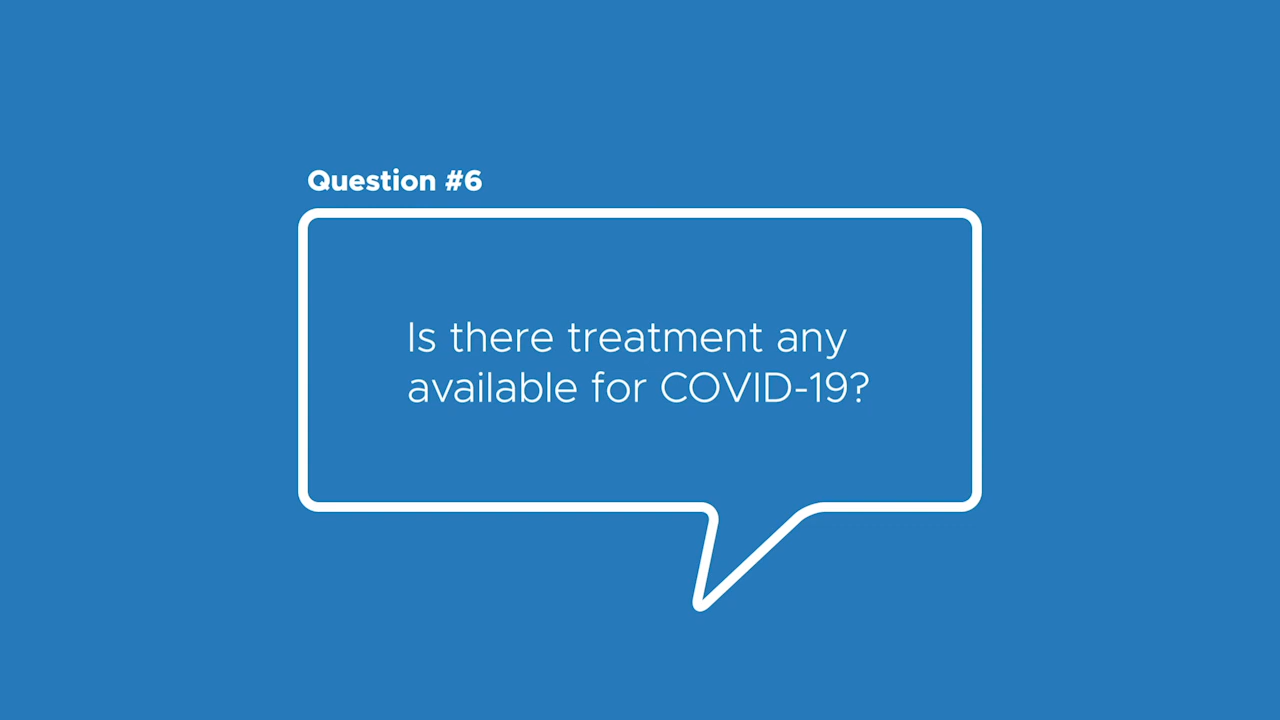 Question #6
Is there treatment any
available for COVID-19?